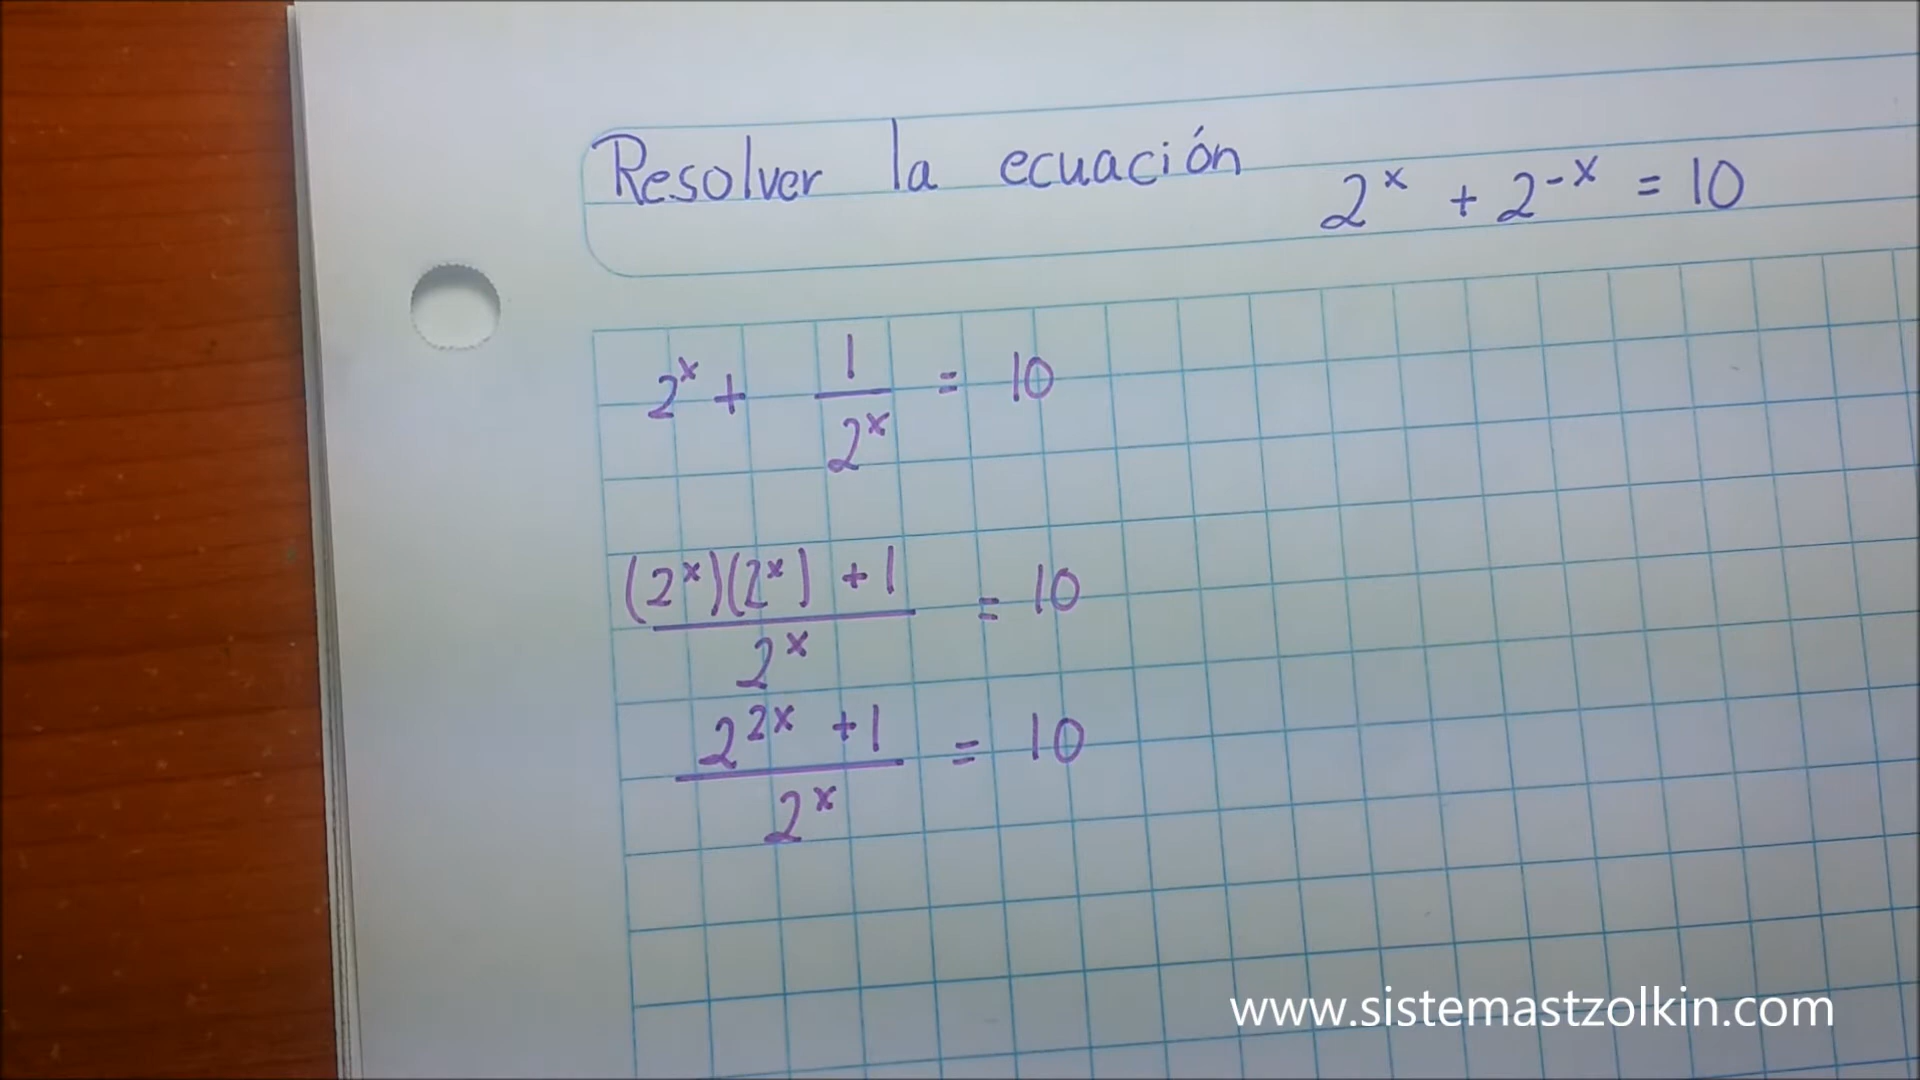 Resolver la ecuación 2^x + 2^-x = 10
2^x + 1/2^x = 10
(2^x)(2^x) + 1 / 2^x = 10
2^2x + 1 / 2^x = 10
www.sistemastzolkin.com